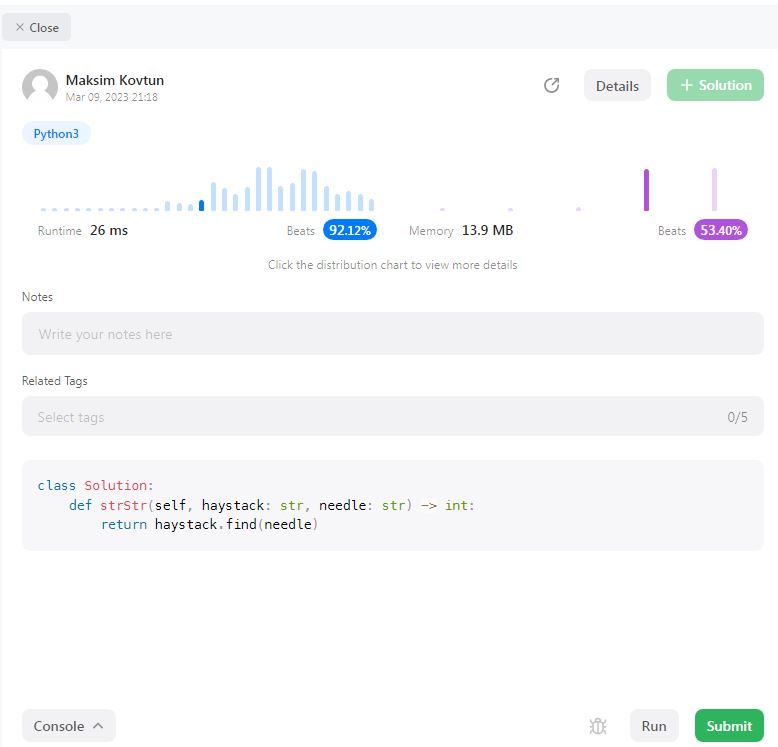 Close
Maksim Kovtun
Mar 09, 2023 21:18
Details
+ Solution
Python3
Runtime 26 ms Beats 92.12% Memory 13.9 MB Beats 53.40%
Click the distribution chart to view more details
Notes
Write your notes here
Related Tags
Select tags 0/5
class Solution:
    def strStr(self, haystack: str, needle: str) -> int:
        return haystack.find(needle)
Console Run Submit